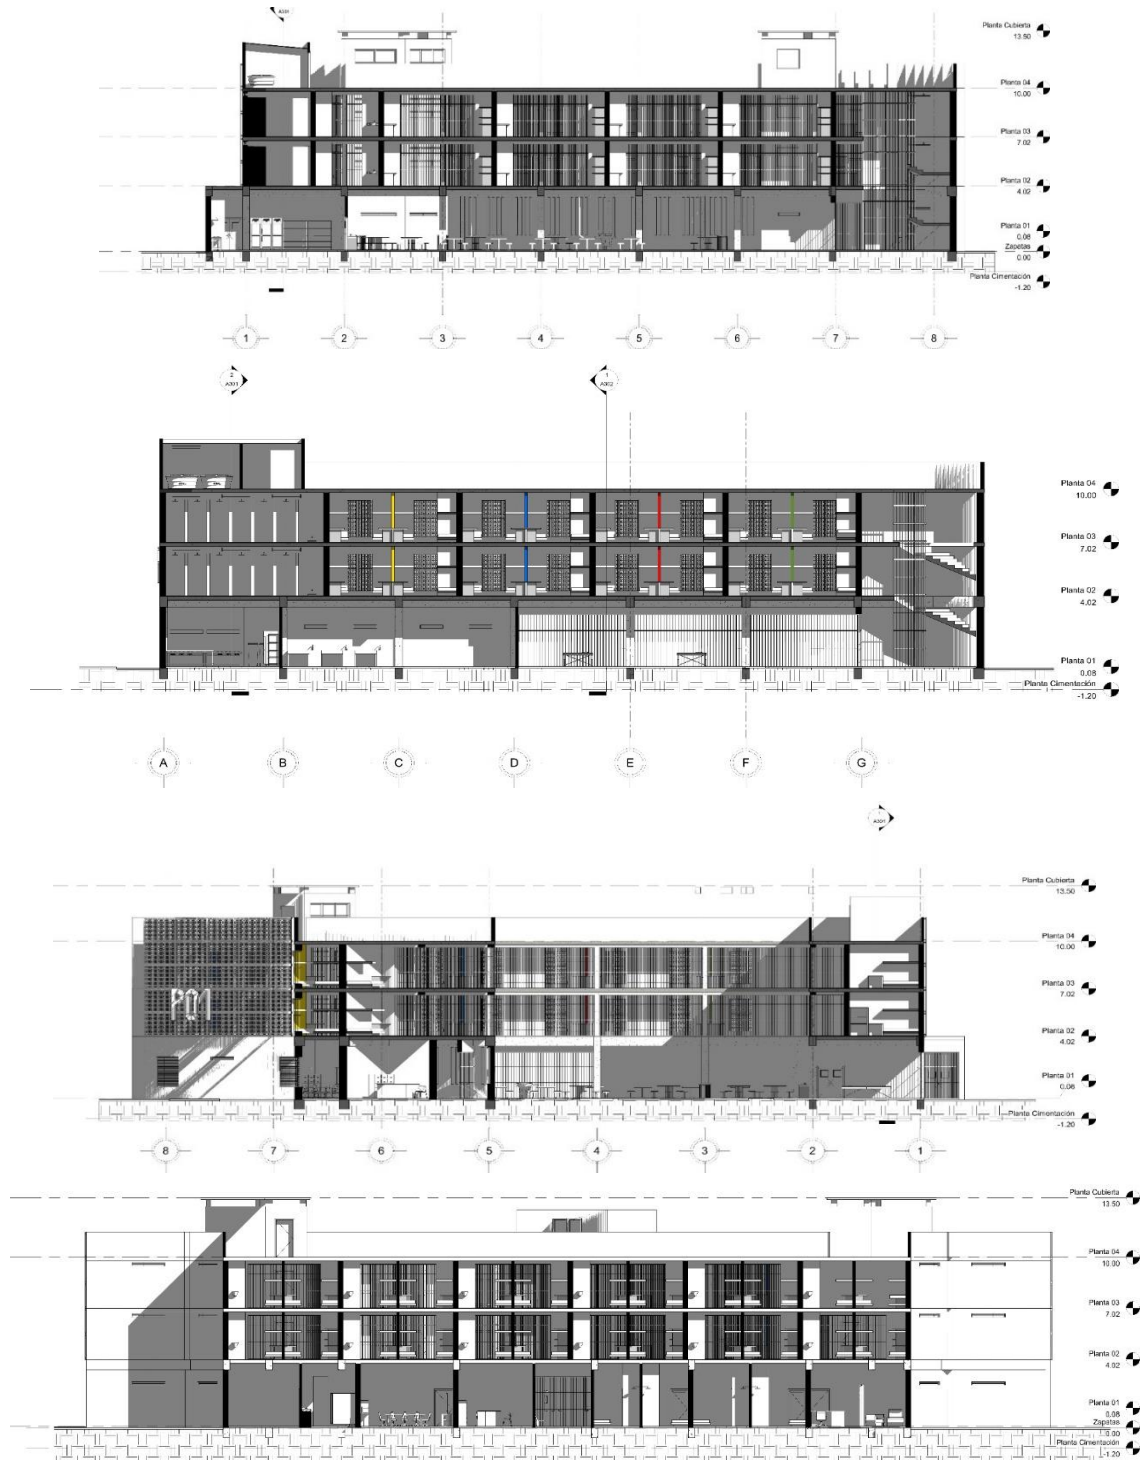 A301
Planta Cubierta
13.50
Planta 04
10.00
Planta 03
7.02
Planta 02
4.02
Planta 01
0.08
Zapatas
0.00
Planta Cimentación
-1.20
1 2 3 4 5 6 7 8
2
A301
1
A302
Planta 04
10.00
Planta 03
7.02
Planta 02
4.02
Planta 01
0.08
Planta Cimentación
-1.20
A B C D E F G
A301
Planta Cubierta
13.50
Planta 04
10.00
Planta 03
7.02
Planta 02
4.02
Planta 01
0.08
Planta Cimentación
-1.20
8 7 6 5 4 3 2 1
Planta Cubierta
13.50
Planta 04
10.00
Planta 03
7.02
Planta 02
4.02
Planta 01
0.08
Zapatas
0.00
Planta Cimentación
-1.20